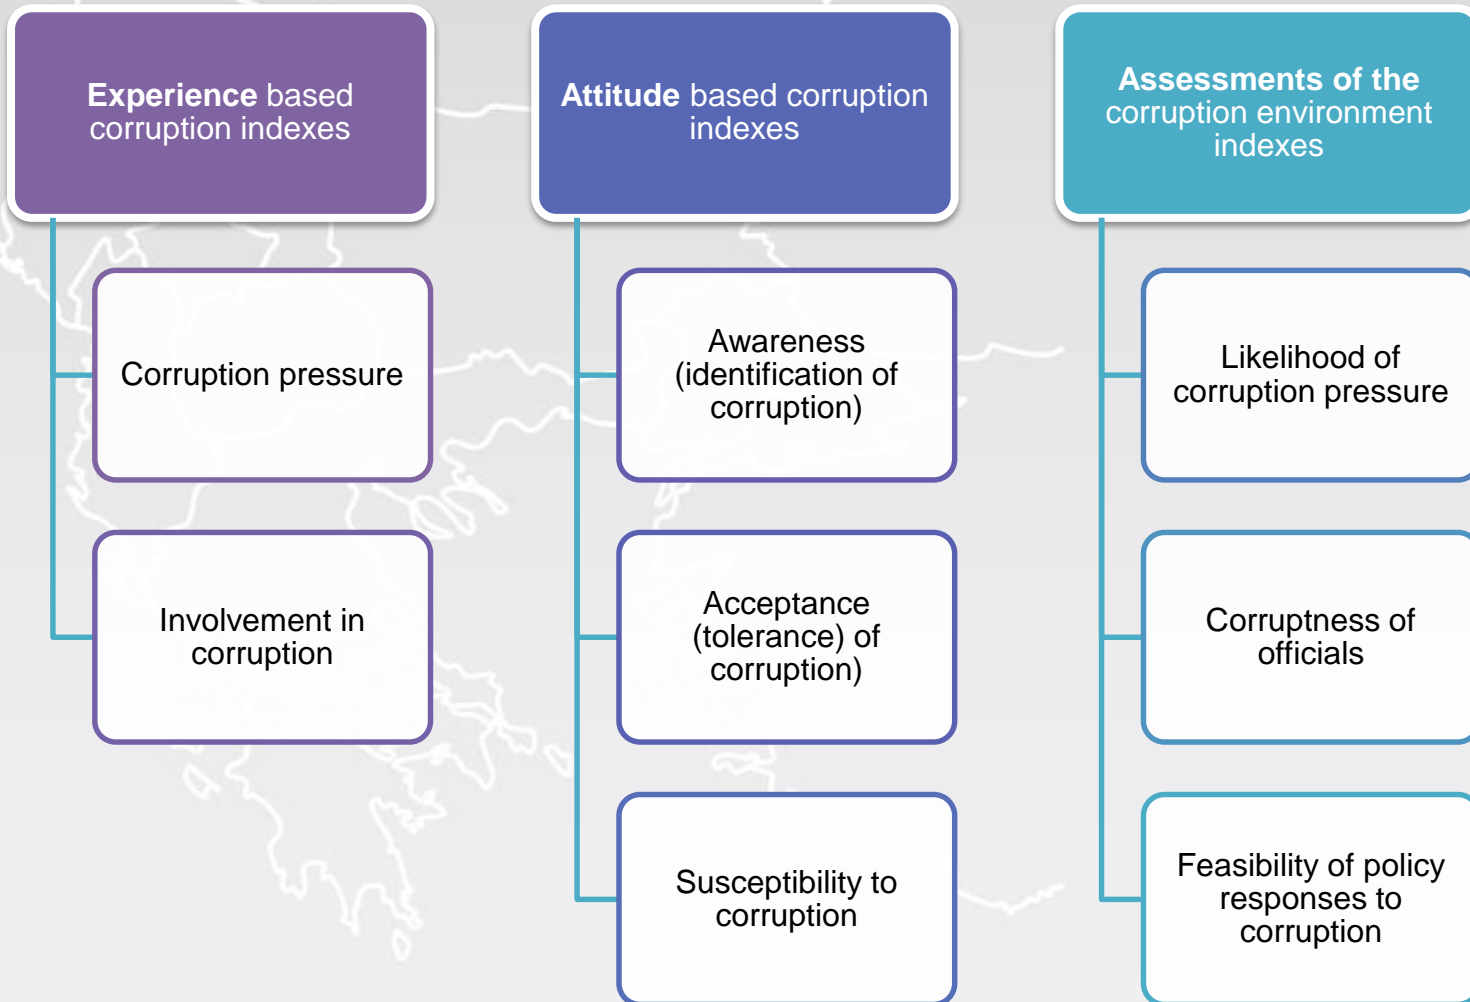 Experience based
corruption indexes
Corruption pressure
Involvement in
corruption
Attitude based corruption
indexes
Awareness
(identification of
corruption)
Acceptance
(tolerance) of
corruption)
Susceptibility to
corruption
Assessments of the
corruption environment
indexes
Likelihood of
corruption pressure
Corruptness of
officials
Feasibility of policy
responses to
corruption